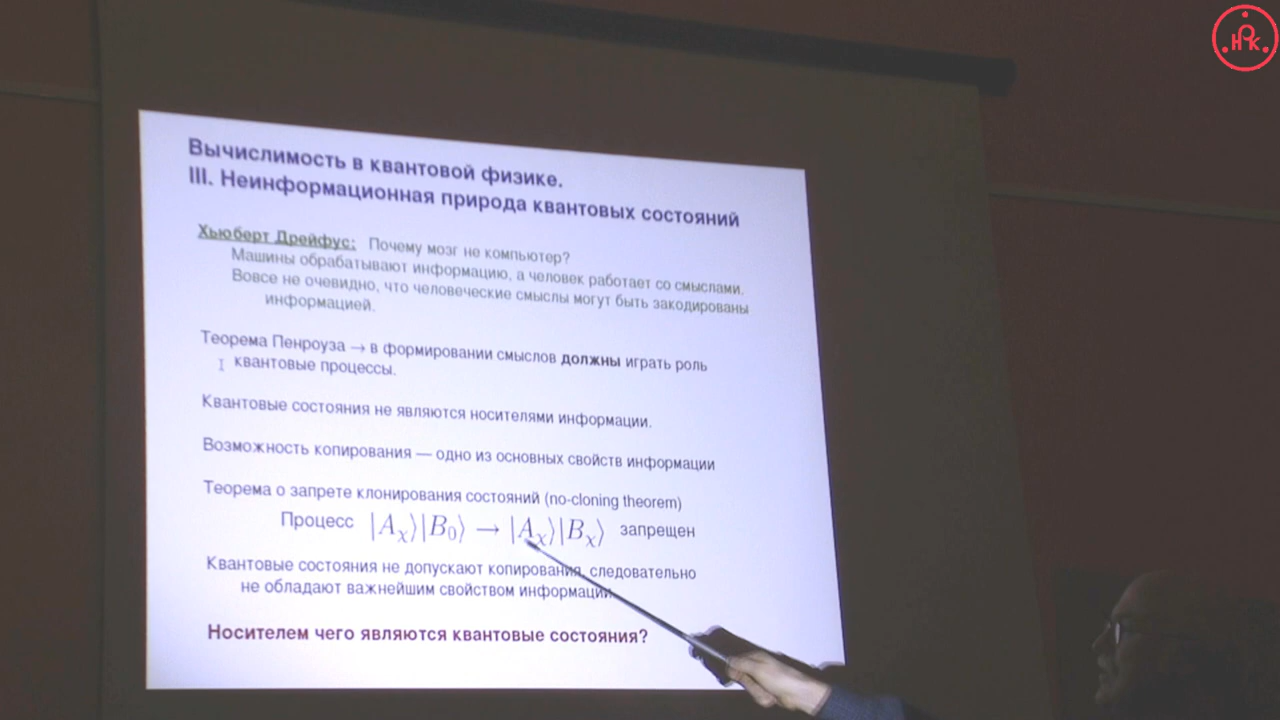 Вычислимость в квантовой физике.
III. Неинформационная природа квантовых состояний
Хьюберт Дрейфус: Почему мозг не компьютер?
Машины обрабатывают информацию, а человек работает со смыслами.
Вовсе не очевидно, что человеческие смыслы могут быть закодированы
информацией.
Теорема Пенроуза → в формировании смыслов должны играть роль
квантовые процессы.
Квантовые состояния не являются носителями информации.
Возможность копирования — одно из основных свойств информации
Теорема о запрете клонирования состояний (no-cloning theorem)
Процесс |Aχ⟩|B₀⟩ → |Aχ⟩|Bχ⟩ запрещен
Квантовые состояния не допускают копирования, следовательно
не обладают важнейшим свойством информации.
Носителем чего являются квантовые состояния?